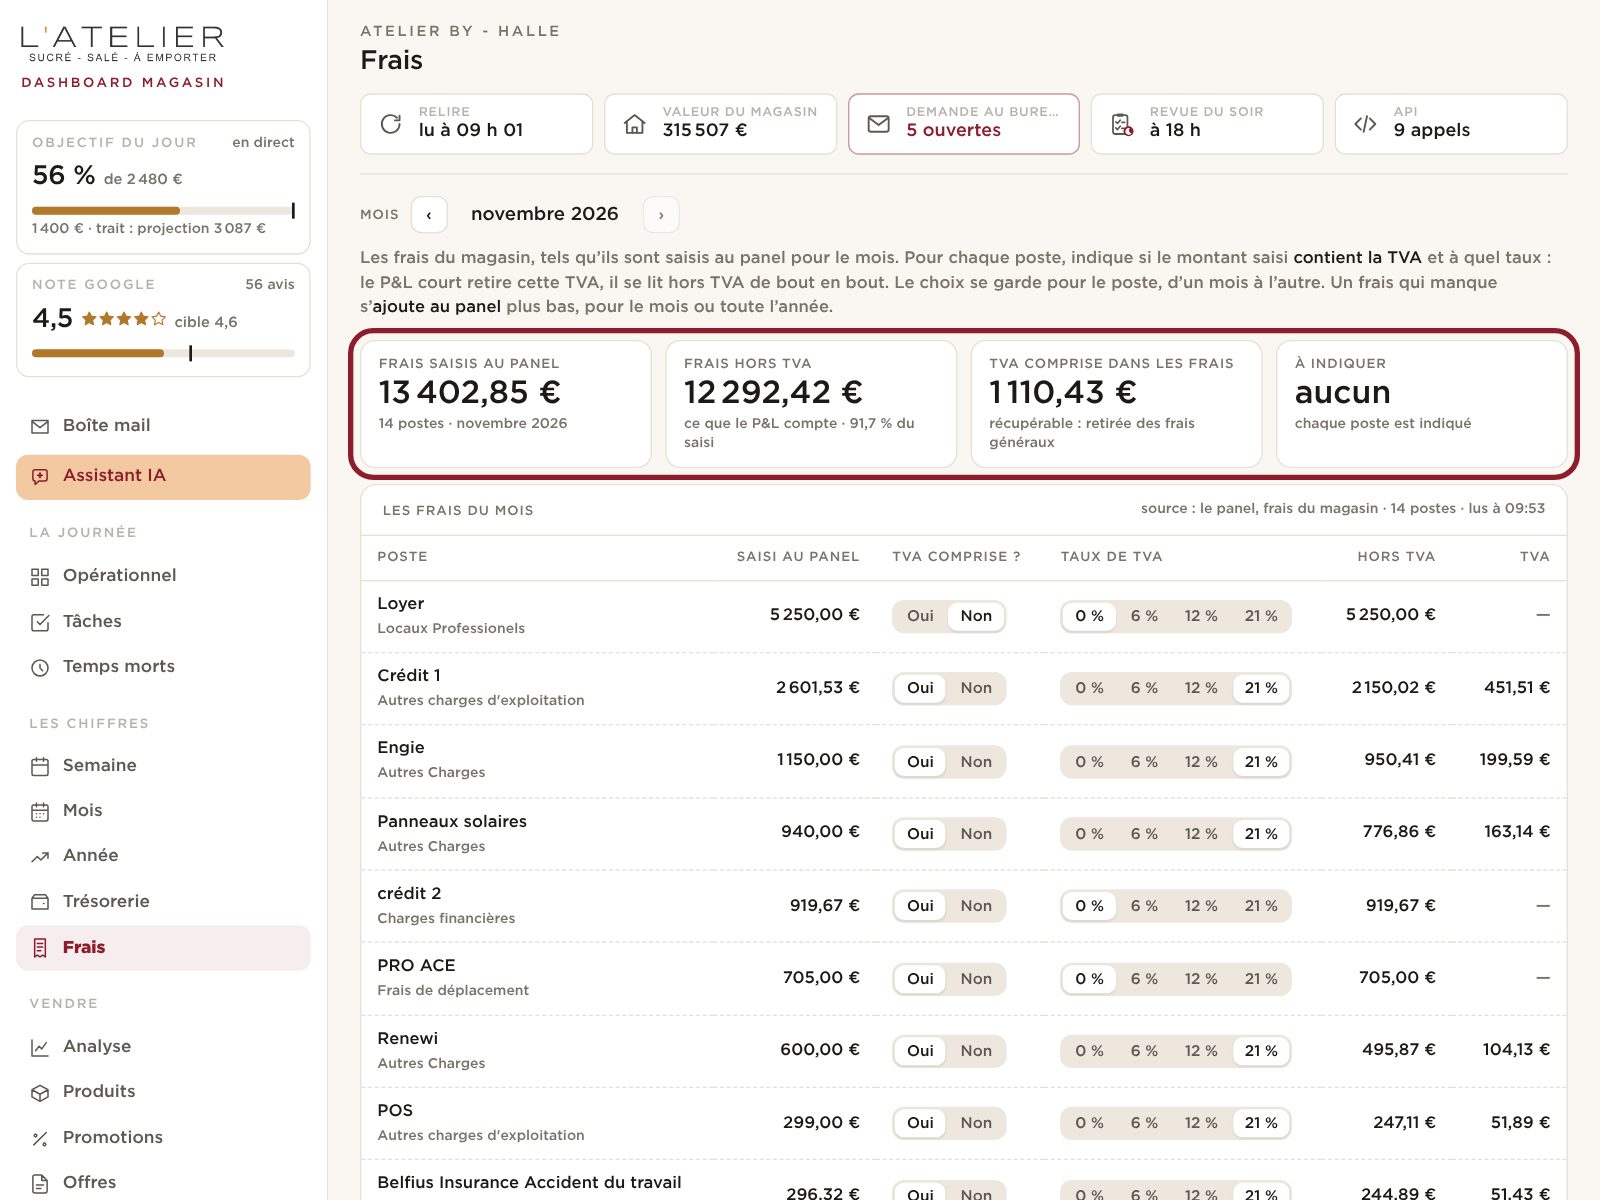 L'ATELIER
SUCRÉ - SALÉ - À EMPORTER
DASHBOARD MAGASIN
OBJECTIF DU JOUR en direct
56 % de 2 480 €
1 400 € · trait : projection 3 087 €
NOTE GOOGLE 56 avis
4,5 cible 4,6
Boîte mail
Assistant IA
LA JOURNÉE
Opérationnel
Tâches
Temps morts
LES CHIFFRES
Semaine
Mois
Année
Trésorerie
Frais
VENDRE
Analyse
Produits
Promotions
Offres
ATELIER BY - HALLE
Frais
RELIRE
lu à 09 h 01
VALEUR DU MAGASIN
315 507 €
DEMANDE AU BURE...
5 ouvertes
REVUE DU SOIR
à 18 h
API
9 appels
MOIS ‹ novembre 2026 ›
Les frais du magasin, tels qu’ils sont saisis au panel pour le mois. Pour chaque poste, indique si le montant saisi contient la TVA et à quel taux :
le P&L court retire cette TVA, il se lit hors TVA de bout en bout. Le choix se garde pour le poste, d’un mois à l’autre. Un frais qui manque
s’ajoute au panel plus bas, pour le mois ou toute l’année.
FRAIS SAISIS AU PANEL
13 402,85 €
14 postes · novembre 2026
FRAIS HORS TVA
12 292,42 €
ce que le P&L compte · 91,7 % du
saisi
TVA COMPRISE DANS LES FRAIS
1 110,43 €
récupérable : retirée des frais
généraux
À INDIQUER
aucun
chaque poste est indiqué
LES FRAIS DU MOIS source : le panel, frais du magasin · 14 postes · lus à 09:53
POSTE SAISI AU PANEL TVA COMPRISE ? TAUX DE TVA HORS TVA TVA
Loyer
Locaux Professionels
5 250,00 € Oui Non 0 % 6 % 12 % 21 % 5 250,00 € —
Crédit 1
Autres charges d'exploitation
2 601,53 € Oui Non 0 % 6 % 12 % 21 % 2 150,02 € 451,51 €
Engie
Autres Charges
1 150,00 € Oui Non 0 % 6 % 12 % 21 % 950,41 € 199,59 €
Panneaux solaires
Autres Charges
940,00 € Oui Non 0 % 6 % 12 % 21 % 776,86 € 163,14 €
crédit 2
Charges financières
919,67 € Oui Non 0 % 6 % 12 % 21 % 919,67 € —
PRO ACE
Frais de déplacement
705,00 € Oui Non 0 % 6 % 12 % 21 % 705,00 € —
Renewi
Autres Charges
600,00 € Oui Non 0 % 6 % 12 % 21 % 495,87 € 104,13 €
POS
Autres charges d'exploitation
299,00 € Oui Non 0 % 6 % 12 % 21 % 247,11 € 51,89 €
Belfius Insurance Accident du travail
296,32 € Oui Non 0 % 6 % 12 % 21 % 244,89 € 51,43 €